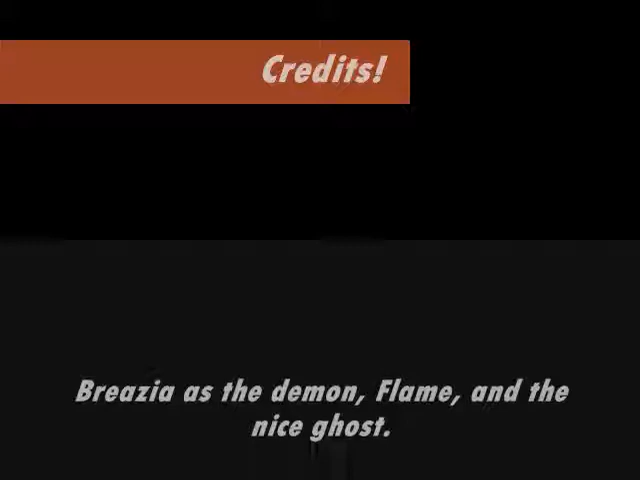 Credits!
Breazia as the demon, Flame, and the
nice ghost.